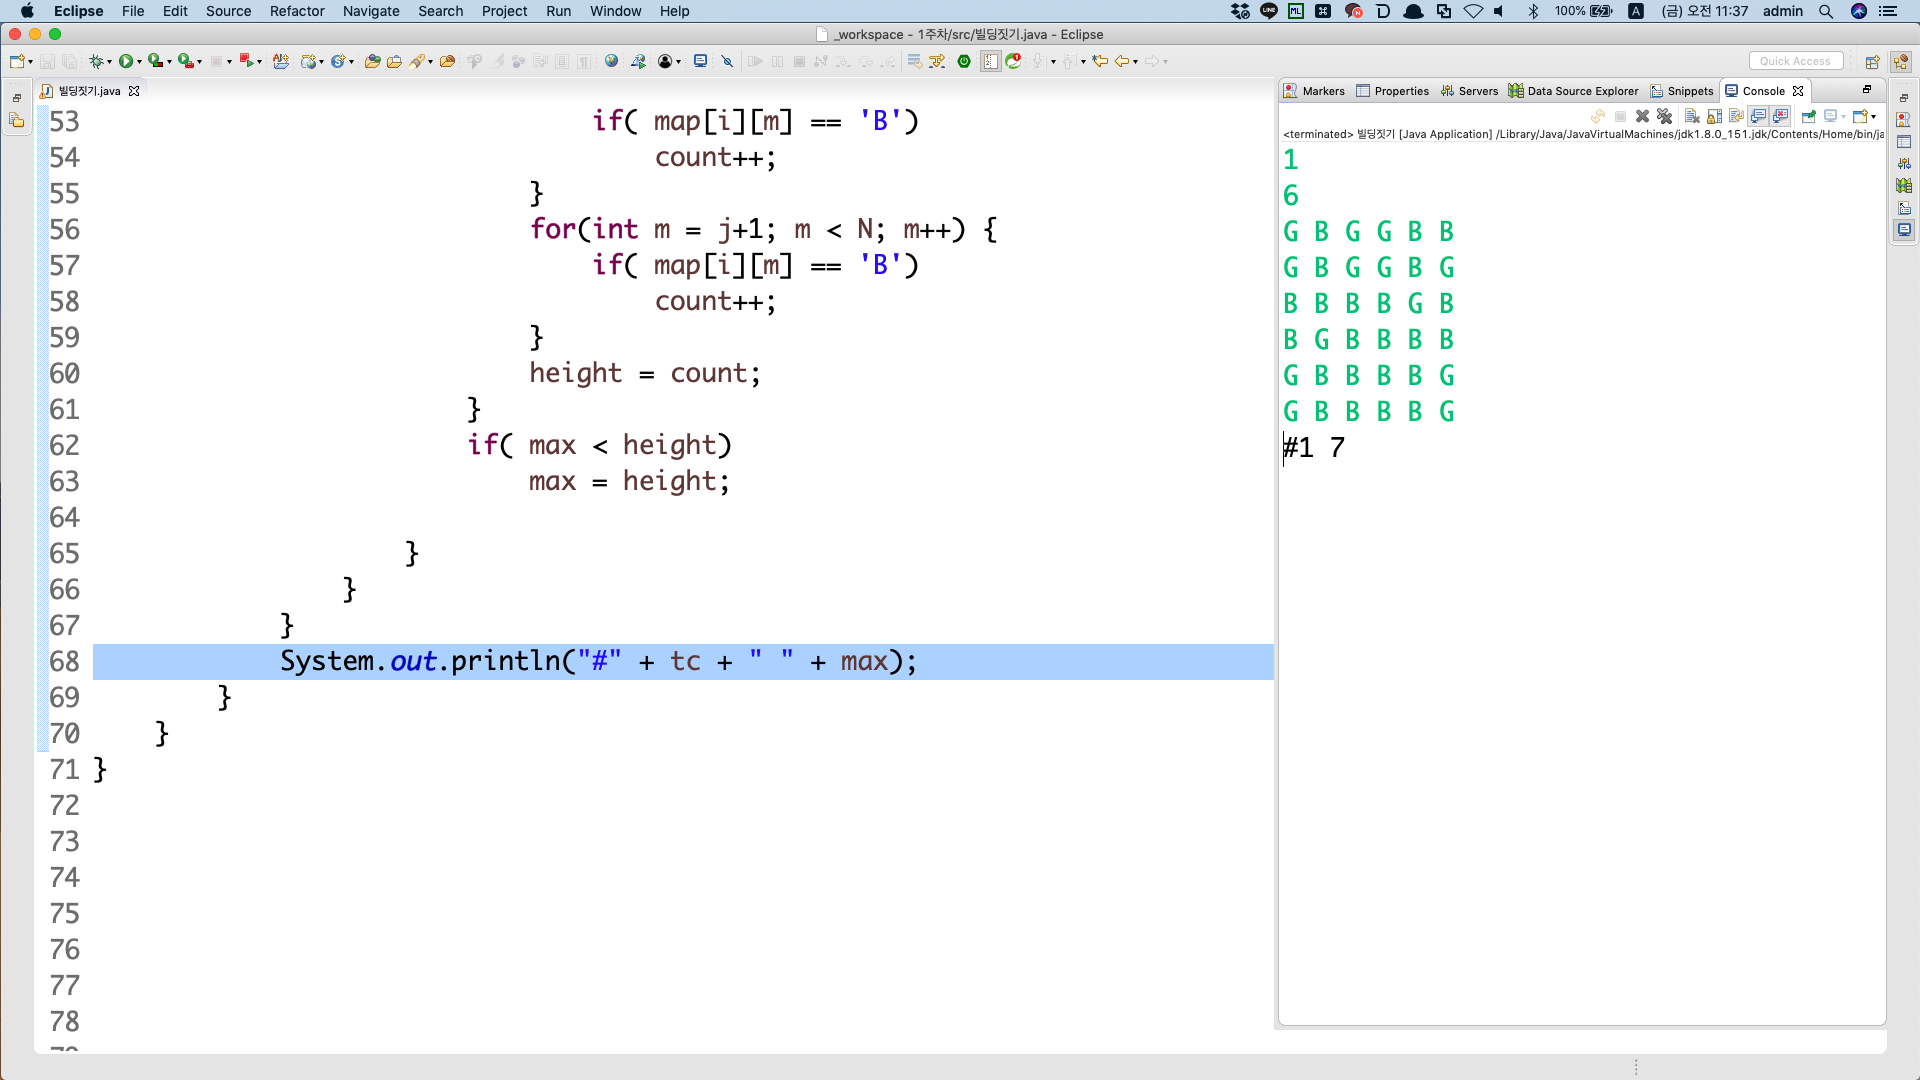 Eclipse File Edit Source Refactor Navigate Search Project Run Window Help 100% A (금) 오전 11:37 admin
_workspace - 1주차/src/빌딩짓기.java - Eclipse
Quick Access
빌딩짓기.java
53 if( map[i][m] == 'B')
54 count++;
55 }
56 for(int m = j+1; m < N; m++) {
57 if( map[i][m] == 'B')
58 count++;
59 }
60 height = count;
61 }
62 if( max < height)
63 max = height;
64
65 }
66 }
67 }
68 System.out.println("#" + tc + " " + max);
69 }
70 }
71 }
72
73
74
75
76
77
78
Markers Properties Servers Data Source Explorer Snippets Console
<terminated> 빌딩짓기 [Java Application] /Library/Java/JavaVirtualMachines/jdk1.8.0_151.jdk/Contents/Home/bin/ja
1
6
G B G G B B
G B G G B G
B B B B G B
B G B B B B
G B B B B G
G B B B B G
#1 7